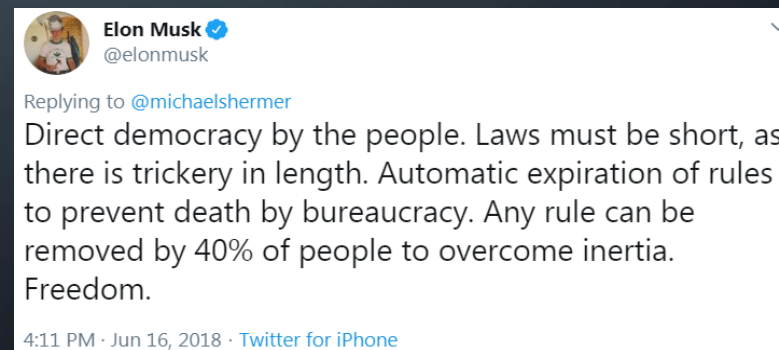 Elon Musk
@elonmusk
Replying to @michaelshermer
Direct democracy by the people. Laws must be short, as
there is trickery in length. Automatic expiration of rules
to prevent death by bureaucracy. Any rule can be
removed by 40% of people to overcome inertia.
Freedom.
4:11 PM · Jun 16, 2018 · Twitter for iPhone